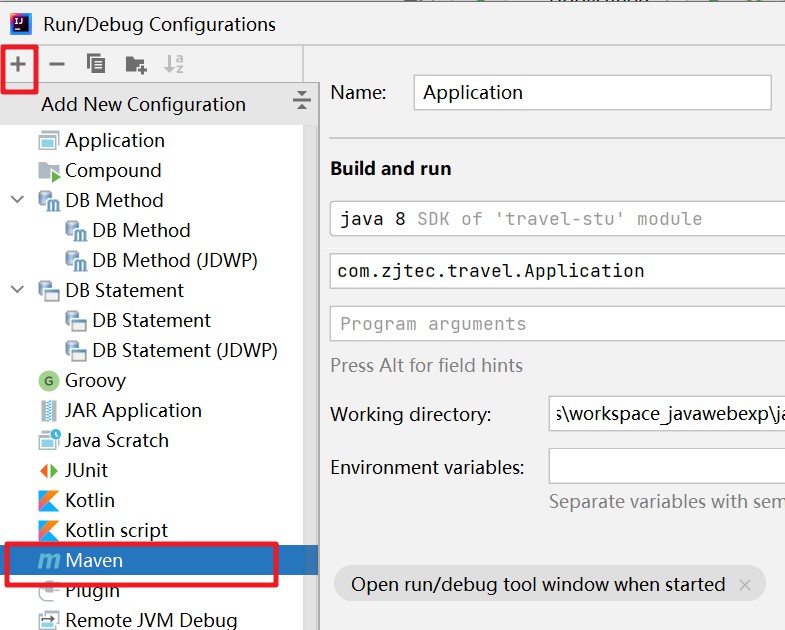 Run/Debug Configurations
Add New Configuration
Application
Compound
DB Method
DB Method
DB Method (JDWP)
DB Statement
DB Statement
DB Statement (JDWP)
Groovy
JAR Application
Java Scratch
JUnit
Kotlin
Kotlin script
Maven
Plugin
Remote JVM Debug
Name: Application
Build and run
java 8 SDK of 'travel-stu' module
com.zjtec.travel.Application
Program arguments
Press Alt for field hints
Working directory: s\workspace_javawebexp\ja
Environment variables:
Separate variables with sem
Open run/debug tool window when started